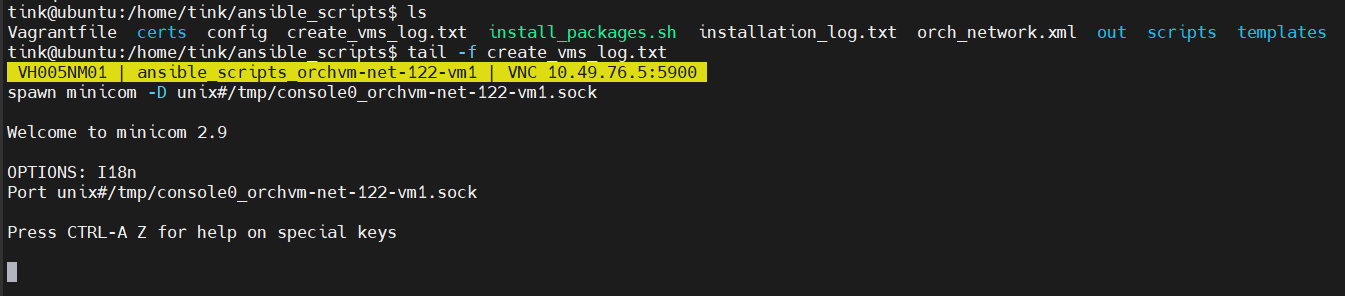 tink@ubuntu:/home/tink/ansible_scripts$ ls
Vagrantfile certs config create_vms_log.txt install_packages.sh installation_log.txt orch_network.xml out scripts templates
tink@ubuntu:/home/tink/ansible_scripts$ tail -f create_vms_log.txt
VH005NM01 | ansible_scripts_orchvm-net-122-vm1 | VNC 10.49.76.5:5900
spawn minicom -D unix#/tmp/console0_orchvm-net-122-vm1.sock
Welcome to minicom 2.9
OPTIONS: I18n
Port unix#/tmp/console0_orchvm-net-122-vm1.sock
Press CTRL-A Z for help on special keys